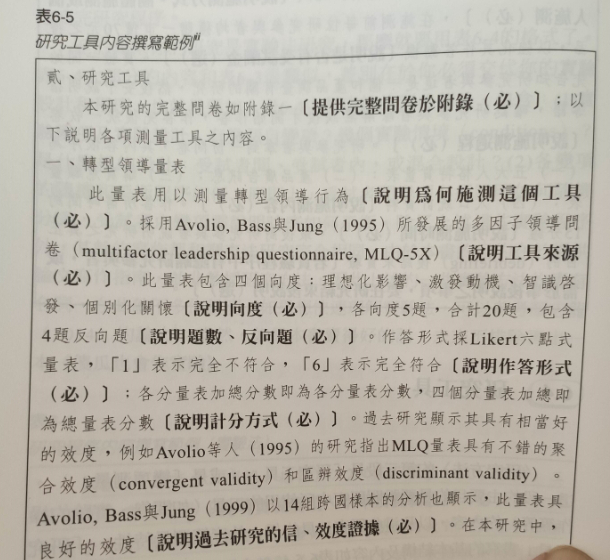 表6-5
研究工具內容撰寫範例
貳、研究工具
本研究的完整問卷如附錄一〔提供完整問卷於附錄（必）〕；以
下說明各項測量工具之內容。
一、轉型領導量表
此量表用以測量轉型領導行為〔說明爲何施測這個工具
（必）〕。採用Avolio, Bass與Jung（1995）所發展的多因子領導問
卷（multifactor leadership questionnaire, MLQ-5X）〔說明工具來源
（必）〕。此量表包含四個向度：理想化影響、激發動機、智識啓
發、個別化關懷〔說明向度（必）〕，各向度5題，合計20題，包含
4題反向題〔說明題數、反向題（必）〕。作答形式採Likert六點式
量表，「1」表示完全不符合，「6」表示完全符合〔說明作答形式
（必）〕；各分量表加總分數即為各分量表分數，四個分量表加總即
為總量表分數〔說明計分方式（必）〕。過去研究顯示其具有相當好
的效度，例如Avolio等人（1995）的研究指出MLQ量表具有不錯的聚
合效度（convergent validity）和區辨效度（discriminant validity）。
Avolio, Bass與Jung（1999）以14組跨國樣本的分析也顯示，此量表具
良好的效度〔說明過去研究的信、效度證據（必）〕。在本研究中，